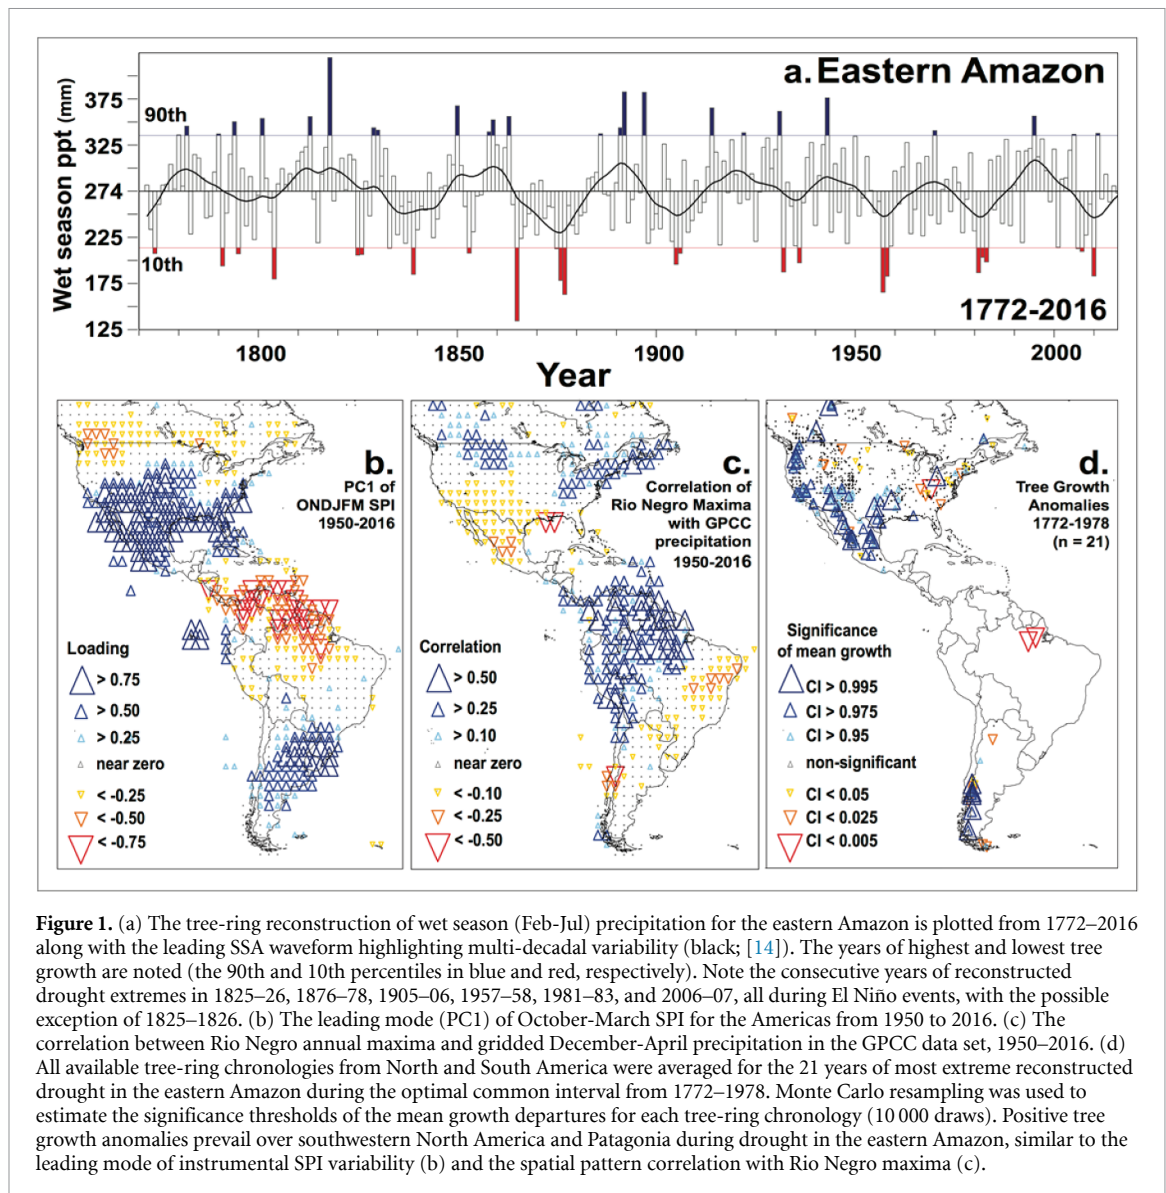 a. Eastern Amazon
Wet season ppt (mm)
375
325
274
225
175
125
90th
10th
1772-2016
1800
1850
1900
1950
2000
Year
b.
PC1 of
ONDJFM SPI
1950-2016
Loading
> 0.75
> 0.50
> 0.25
near zero
< -0.25
< -0.50
< -0.75
c.
Correlation of
Rio Negro Maxima
with GPCC
precipitation
1950-2016
Correlation
> 0.50
> 0.25
> 0.10
near zero
< -0.10
< -0.25
< -0.50
d.
Tree Growth
Anomalies
1772-1978
(n = 21)
Significance
of mean growth
CI > 0.995
CI > 0.975
CI > 0.95
non-significant
CI < 0.05
CI < 0.025
CI < 0.005
Figure 1. (a) The tree-ring reconstruction of wet season (Feb-Jul) precipitation for the eastern Amazon is plotted from 1772–2016
along with the leading SSA waveform highlighting multi-decadal variability (black; [14]). The years of highest and lowest tree
growth are noted (the 90th and 10th percentiles in blue and red, respectively). Note the consecutive years of reconstructed
drought extremes in 1825–26, 1876–78, 1905–06, 1957–58, 1981–83, and 2006–07, all during El Niño events, with the possible
exception of 1825–1826. (b) The leading mode (PC1) of October-March SPI for the Americas from 1950 to 2016. (c) The
correlation between Rio Negro annual maxima and gridded December-April precipitation in the GPCC data set, 1950–2016. (d)
All available tree-ring chronologies from North and South America were averaged for the 21 years of most extreme reconstructed
drought in the eastern Amazon during the optimal common interval from 1772–1978. Monte Carlo resampling was used to
estimate the significance thresholds of the mean growth departures for each tree-ring chronology (10 000 draws). Positive tree
growth anomalies prevail over southwestern North America and Patagonia during drought in the eastern Amazon, similar to the
leading mode of instrumental SPI variability (b) and the spatial pattern correlation with Rio Negro maxima (c).